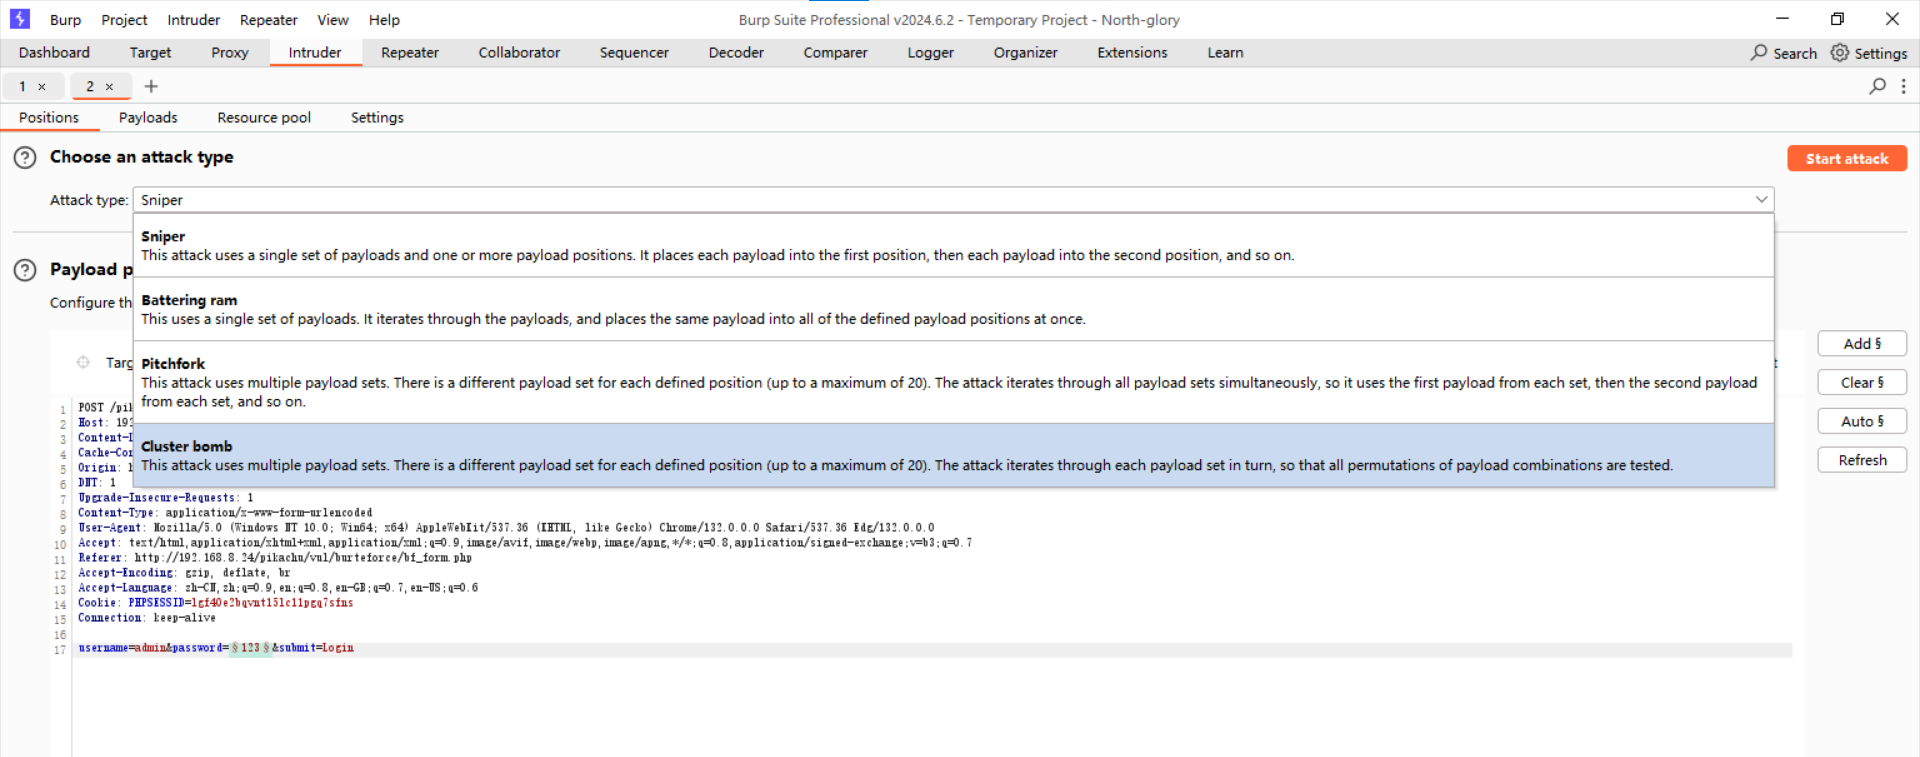 Burp Project Intruder Repeater View Help
Burp Suite Professional v2024.6.2 - Temporary Project - North-glory
Dashboard Target Proxy Intruder Repeater Collaborator Sequencer Decoder Comparer Logger Organizer Extensions Learn
Search Settings
1 × 2 × +
Positions Payloads Resource pool Settings
Choose an attack type
Start attack
Attack type: Sniper
Sniper
This attack uses a single set of payloads and one or more payload positions. It places each payload into the first position, then each payload into the second position, and so on.
Payload p
Configure th
Battering ram
This uses a single set of payloads. It iterates through the payloads, and places the same payload into all of the defined payload positions at once.
Add §
Targ
Pitchfork
This attack uses multiple payload sets. There is a different payload set for each defined position (up to a maximum of 20). The attack iterates through all payload sets simultaneously, so it uses the first payload from each set, then the second payload
from each set, and so on.
Clear §
Auto §
Refresh
Cluster bomb
This attack uses multiple payload sets. There is a different payload set for each defined position (up to a maximum of 20). The attack iterates through each payload set in turn, so that all permutations of payload combinations are tested.
1 POST /pik
2 Host: 192
3 Content-L
4 Cache-Con
5 Origin: h
6 DNT: 1
7 Upgrade-Insecure-Requests: 1
8 Content-Type: application/x-www-form-urlencoded
9 User-Agent: Mozilla/5.0 (Windows NT 10.0; Win64; x64) AppleWebKit/537.36 (KHTML, like Gecko) Chrome/132.0.0.0 Safari/537.36 Edg/132.0.0.0
10 Accept: text/html,application/xhtml+xml,application/xml;q=0.9,image/avif,image/webp,image/apng,*/*;q=0.8,application/signed-exchange;v=b3;q=0.7
11 Referer: http://192.168.8.24/pikachu/vul/burteforce/bf_form.php
12 Accept-Encoding: gzip, deflate, br
13 Accept-Language: zh-CN,zh;q=0.9,en;q=0.8,en-GB;q=0.7,en-US;q=0.6
14 Cookie: PHPSESSID=lgf40e2bqvnt15lc11pgq7sfns
15 Connection: keep-alive
16
17 username=admin&password=§123§&submit=Login